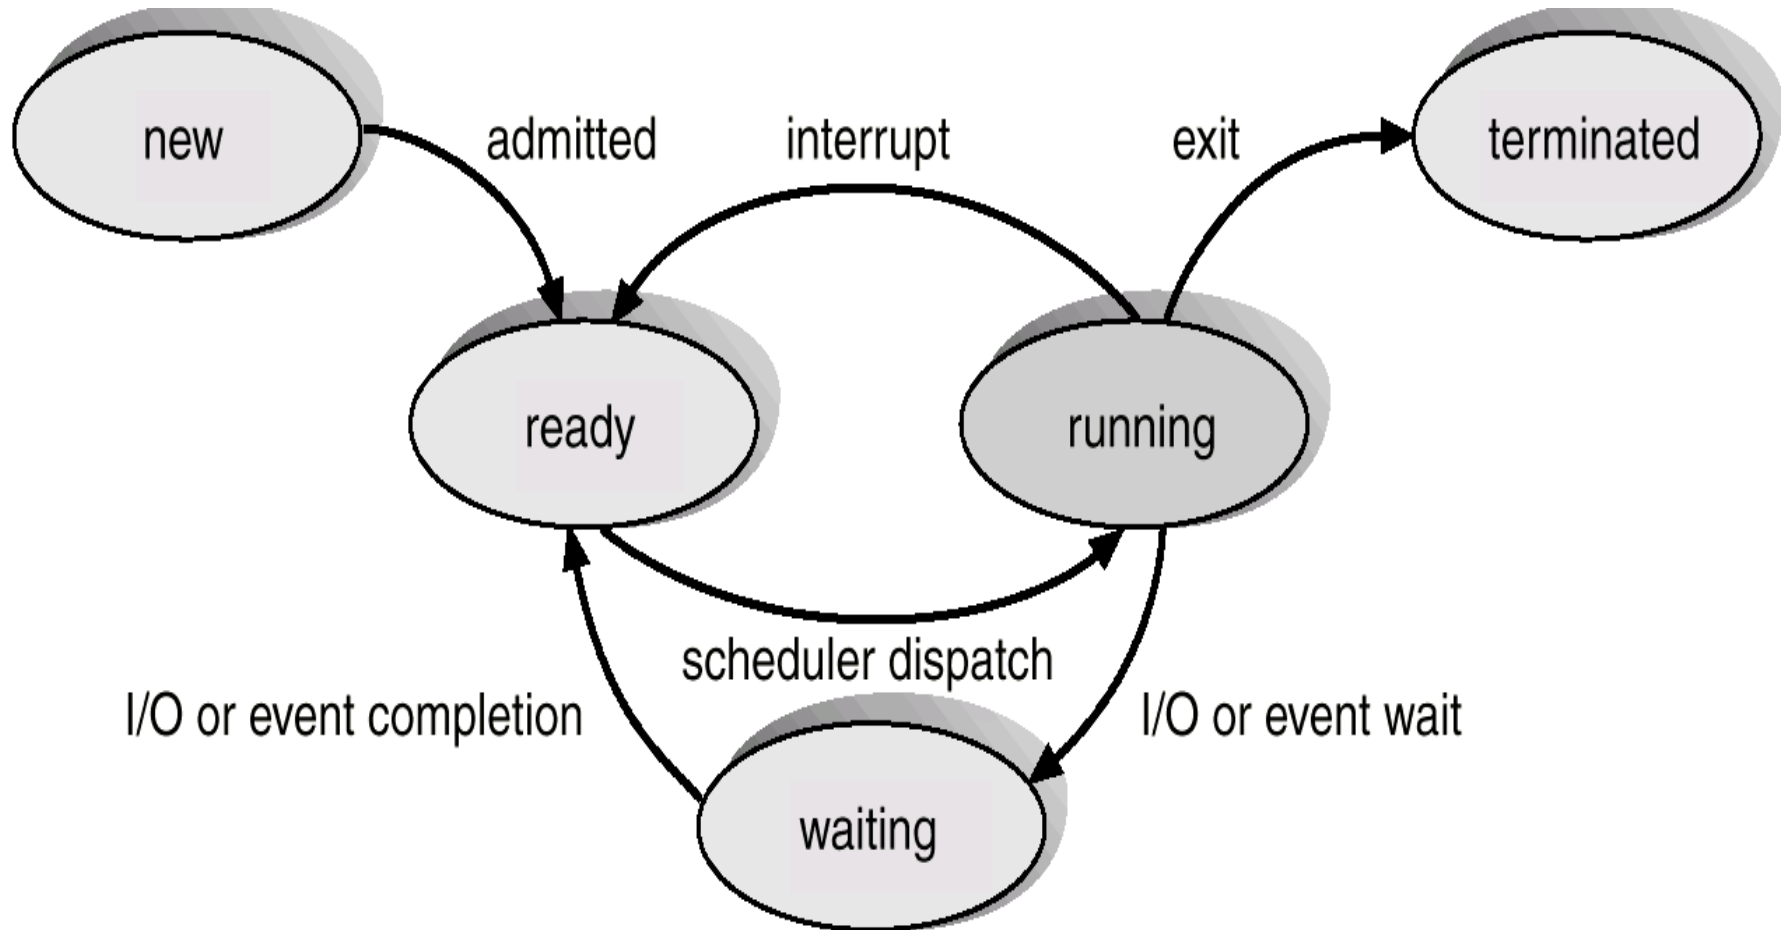 new
admitted
interrupt
exit
terminated
ready
running
scheduler dispatch
I/O or event completion
I/O or event wait
waiting